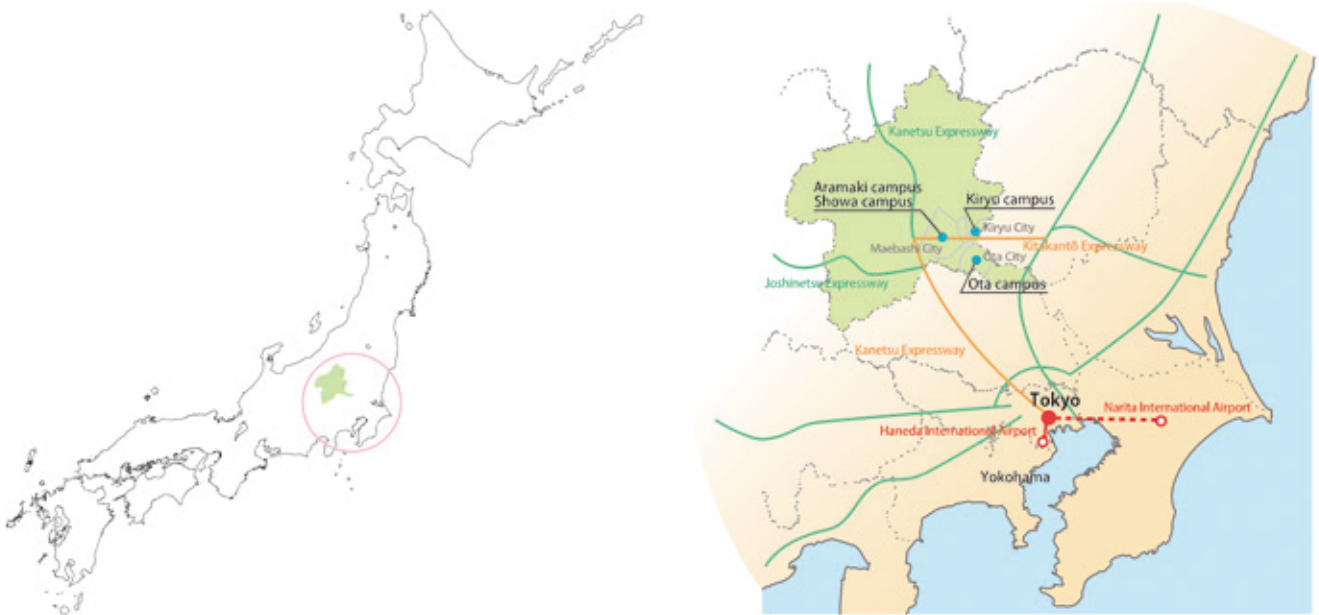 Kanetsu Expressway
Aramaki campus
Showa campus
Kiryu campus
Kiryu City
Maebashi City
Kitakantō Expressway
Ota City
Joshinetsu Expressway
Ota campus
Kanetsu Expressway
Tokyo
Narita International Airport
Haneda International Airport
Yokohama